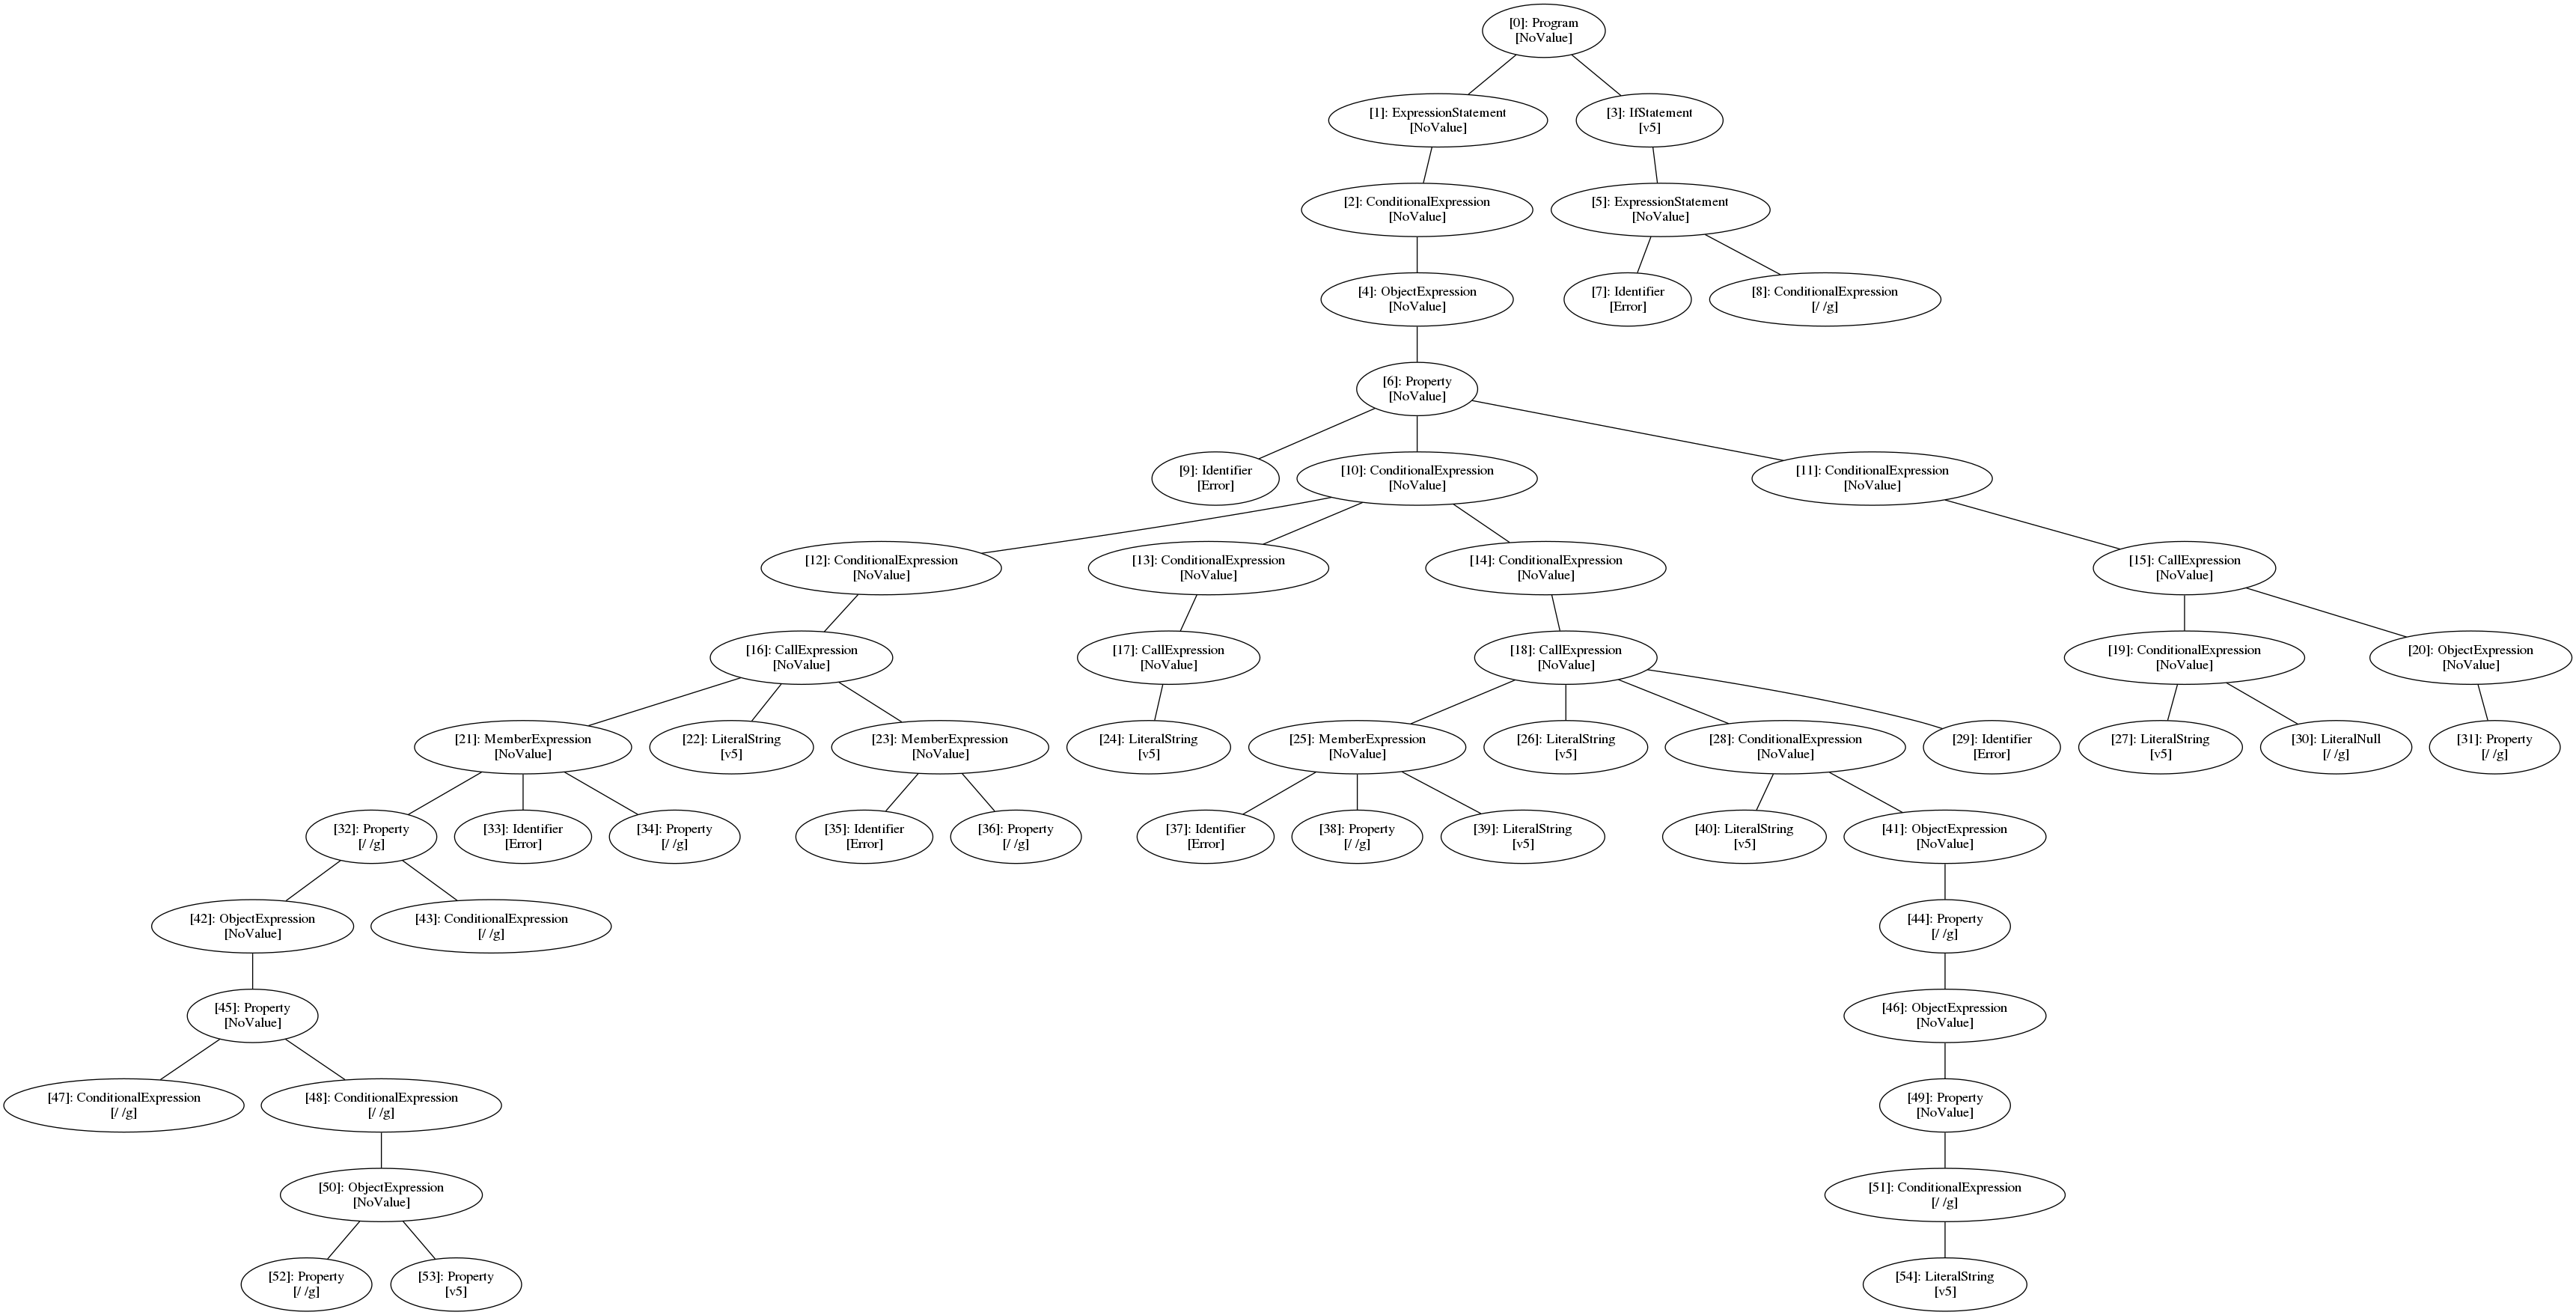 [0]: Program
[NoValue]
[1]: ExpressionStatement
[NoValue]
[3]: IfStatement
[v5]
[2]: ConditionalExpression
[NoValue]
[5]: ExpressionStatement
[NoValue]
[4]: ObjectExpression
[NoValue]
[7]: Identifier
[Error]
[8]: ConditionalExpression
[/ /g]
[6]: Property
[NoValue]
[9]: Identifier
[Error]
[10]: ConditionalExpression
[NoValue]
[11]: ConditionalExpression
[NoValue]
[12]: ConditionalExpression
[NoValue]
[13]: ConditionalExpression
[NoValue]
[14]: ConditionalExpression
[NoValue]
[15]: CallExpression
[NoValue]
[16]: CallExpression
[NoValue]
[17]: CallExpression
[NoValue]
[18]: CallExpression
[NoValue]
[19]: ConditionalExpression
[NoValue]
[20]: ObjectExpression
[NoValue]
[21]: MemberExpression
[NoValue]
[22]: LiteralString
[v5]
[23]: MemberExpression
[NoValue]
[24]: LiteralString
[v5]
[25]: MemberExpression
[NoValue]
[26]: LiteralString
[v5]
[28]: ConditionalExpression
[NoValue]
[29]: Identifier
[Error]
[27]: LiteralString
[v5]
[30]: LiteralNull
[/ /g]
[31]: Property
[/ /g]
[32]: Property
[/ /g]
[33]: Identifier
[Error]
[34]: Property
[/ /g]
[35]: Identifier
[Error]
[36]: Property
[/ /g]
[37]: Identifier
[Error]
[38]: Property
[/ /g]
[39]: LiteralString
[v5]
[40]: LiteralString
[v5]
[41]: ObjectExpression
[NoValue]
[42]: ObjectExpression
[NoValue]
[43]: ConditionalExpression
[/ /g]
[44]: Property
[/ /g]
[45]: Property
[NoValue]
[46]: ObjectExpression
[NoValue]
[47]: ConditionalExpression
[/ /g]
[48]: ConditionalExpression
[/ /g]
[49]: Property
[NoValue]
[50]: ObjectExpression
[NoValue]
[51]: ConditionalExpression
[/ /g]
[52]: Property
[/ /g]
[53]: Property
[v5]
[54]: LiteralString
[v5]